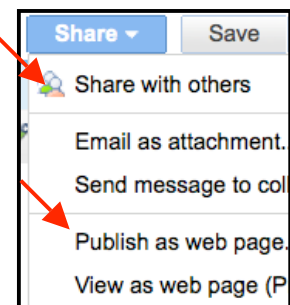 Share Save
Share with others
Email as attachment.
Send message to coll
Publish as web page.
View as web page (P